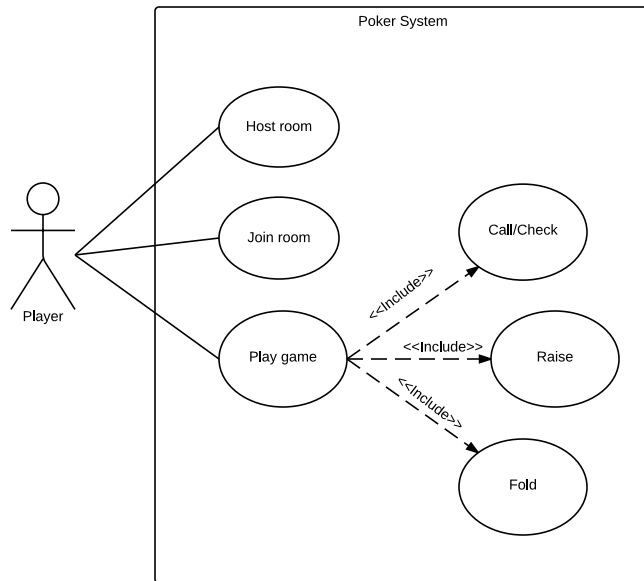 Poker System
Host room
Join room
Call/Check
<<Include>>
Player
Play game
<<Include>>
Raise
<<Include>>
Fold